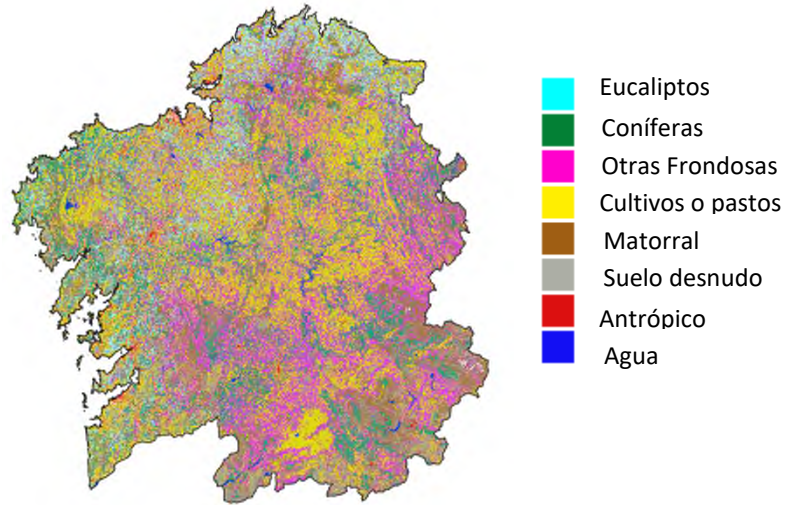 Eucaliptos
Coníferas
Otras Frondosas
Cultivos o pastos
Matorral
Suelo desnudo
Antrópico
Agua